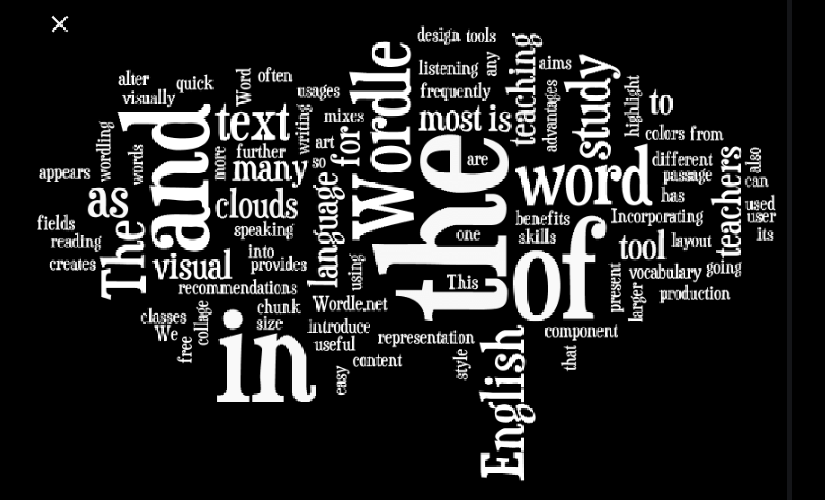 design tools
listening
any
teaching
aims
alter
quick
Word
often
usages
Wordle
frequently
advantages
study
highlight
to
visually
and
text
writing
mixes
for
most is
colors from
wordling
words
more
further
art
so
are
word
different
teachers
also
appears
many
passage
can
as
clouds
language
the
has
used
fields
The
speaking
one
benefits
Incorporating
user
reading
into
skills
of
tool
layout
its
creates
visual
provides
using
This
present
vocabulary
going
recommendations
larger
production
classes
collage
chunk
Wordle.net
We
size
introduce
representation
English
component
free
in
useful
content
style
that
easy